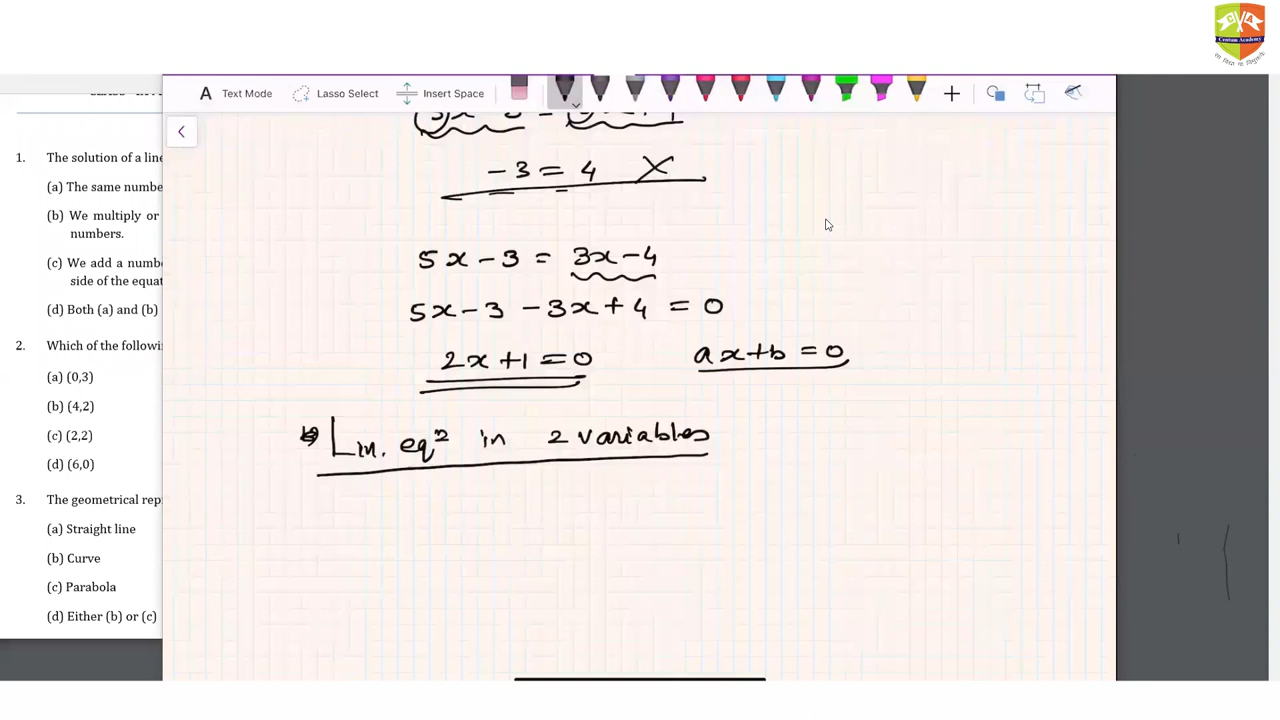 Centum Academy
A Text Mode Lasso Select Insert Space
1. The solution of a line
(a) The same numbe
(b) We multiply or
numbers.
(c) We add a numb
side of the equat
(d) Both (a) and (b)
2. Which of the followi
(a) (0,3)
(b) (4,2)
(c) (2,2)
(d) (6,0)
3. The geometrical rep
(a) Straight line
(b) Curve
(c) Parabola
(d) Either (b) or (c)
-3 = 4 X
5x - 3 = 3x - 4
5x - 3 - 3x + 4 = 0
2x + 1 = 0 ax + b = 0
Lin. eqⁿ in 2 variables